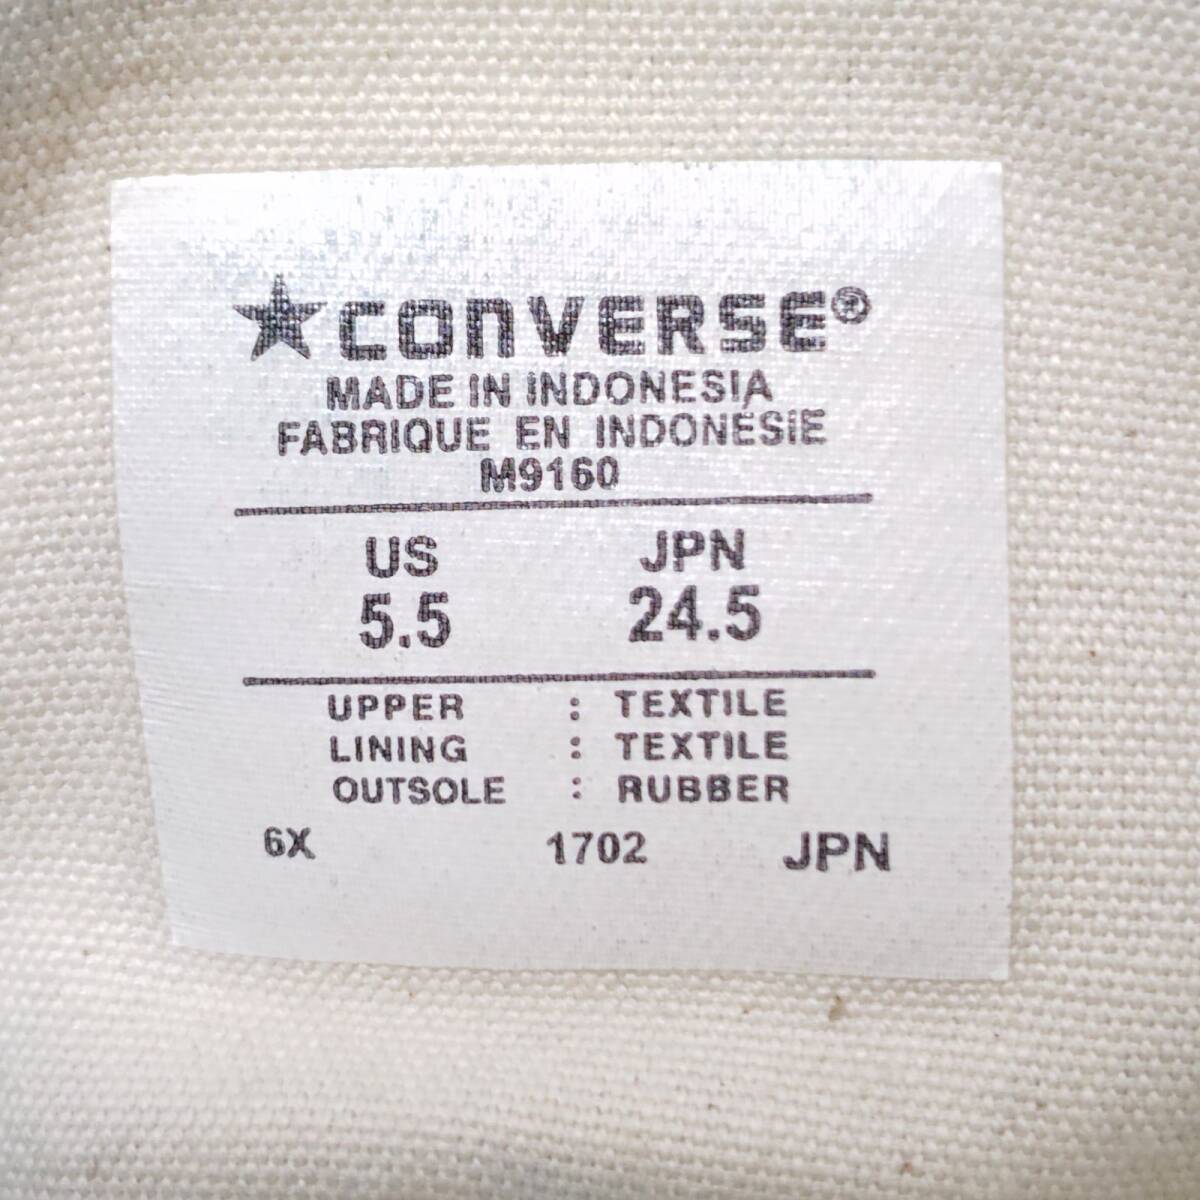 ★CONVERSE®
MADE IN INDONESIA
FABRIQUE EN INDONÉSIE
M9160
US JPN
5.5 24.5
UPPER : TEXTILE
LINING : TEXTILE
OUTSOLE : RUBBER
6X 1702 JPN